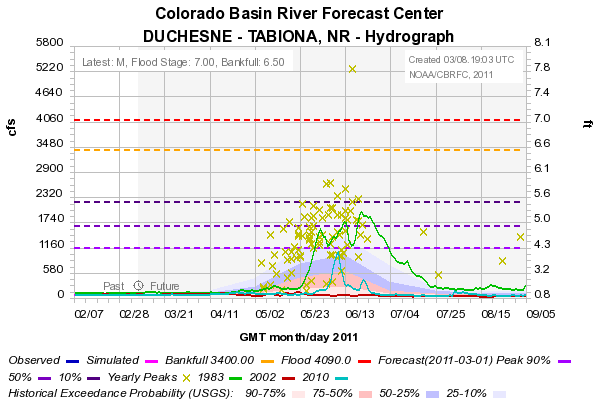 Colorado Basin River Forecast Center
DUCHESNE - TABIONA, NR - Hydrograph
5800 8.1
Latest: M, Flood Stage: 7.00, Bankfull: 6.50 Created 03/08.19:03 UTC
NOAA/CBRFC, 2011
5220 7.8
4640 7.4
4060 7.0
cfs ft
3480 6.6
2900 6.1
2320 5.6
1740 5.0
1160 4.3
580 3.2
Past Future
0 0.8
02/07 02/28 03/21 04/11 05/02 05/23 06/13 07/04 07/25 08/15 09/05
GMT month/day 2011
Observed Simulated Bankfull 3400.00 Flood 4090.0 Forecast(2011-03-01) Peak 90%
50% 10% Yearly Peaks 1983 2002 2010
Historical Exceedance Probability (USGS): 90-75% 75-50% 50-25% 25-10%